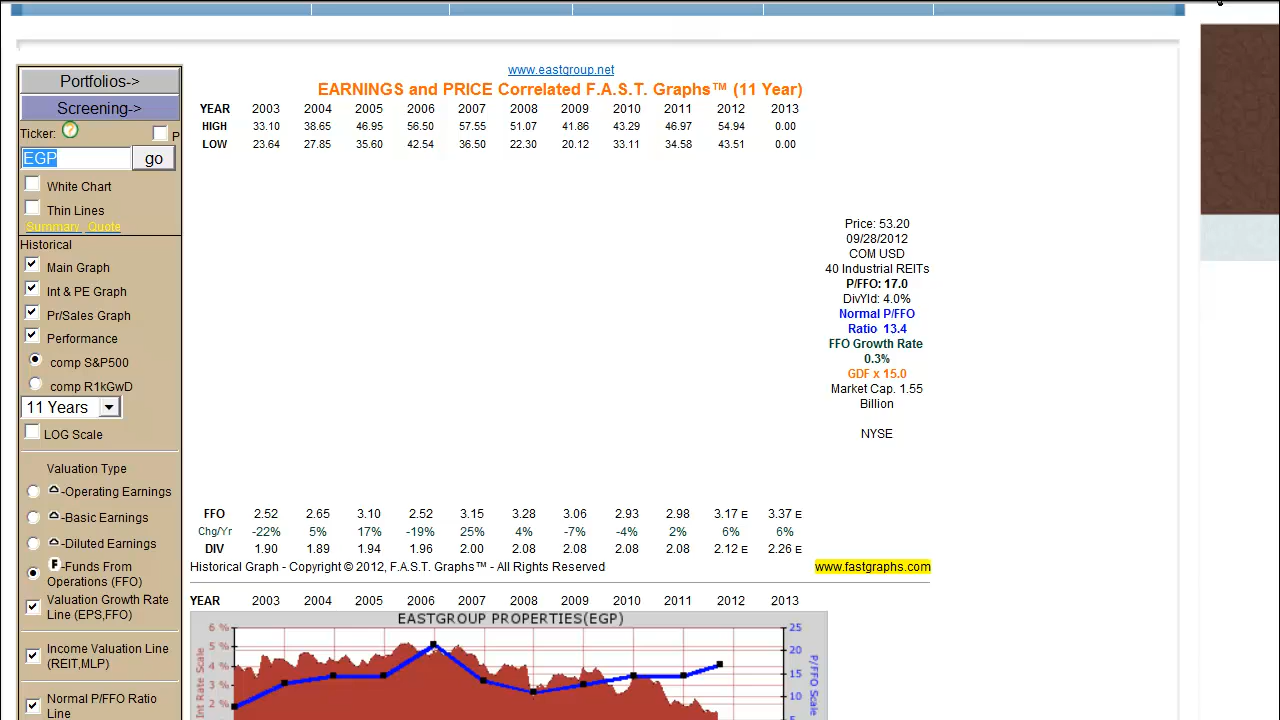 Portfolios->
Screening->
Ticker: ? P
EGP go
White Chart
Thin Lines
Summary Quote
Historical
Main Graph
Int & PE Graph
Pr/Sales Graph
Performance
comp S&P500
comp R1kGwD
11 Years
LOG Scale
Valuation Type
-Operating Earnings
-Basic Earnings
-Diluted Earnings
F -Funds From
Operations (FFO)
Valuation Growth Rate
Line (EPS,FFO)
Income Valuation Line
(REIT,MLP)
Normal P/FFO Ratio
Line
www.eastgroup.net
EARNINGS and PRICE Correlated F.A.S.T. Graphs™ (11 Year)
YEAR 2003 2004 2005 2006 2007 2008 2009 2010 2011 2012 2013
HIGH 33.10 38.65 46.95 56.50 57.55 51.07 41.86 43.29 46.97 54.94 0.00
LOW 23.64 27.85 35.60 42.54 36.50 22.30 20.12 33.11 34.58 43.51 0.00
Price: 53.20
09/28/2012
COM USD
40 Industrial REITs
P/FFO: 17.0
DivYld: 4.0%
Normal P/FFO
Ratio 13.4
FFO Growth Rate
0.3%
GDF x 15.0
Market Cap. 1.55
Billion
NYSE
FFO 2.52 2.65 3.10 2.52 3.15 3.28 3.06 2.93 2.98 3.17 E 3.37 E
Chg/Yr -22% 5% 17% -19% 25% 4% -7% -4% 2% 6% 6%
DIV 1.90 1.89 1.94 1.96 2.00 2.08 2.08 2.08 2.08 2.12 E 2.26 E
Historical Graph - Copyright © 2012, F.A.S.T. Graphs™ - All Rights Reserved www.fastgraphs.com
YEAR 2003 2004 2005 2006 2007 2008 2009 2010 2011 2012 2013
EASTGROUP PROPERTIES(EGP)
6 %
5 %
4 %
3 %
2 %
Int Rate Scale
25
20
15
10
5
P/FFO Scale